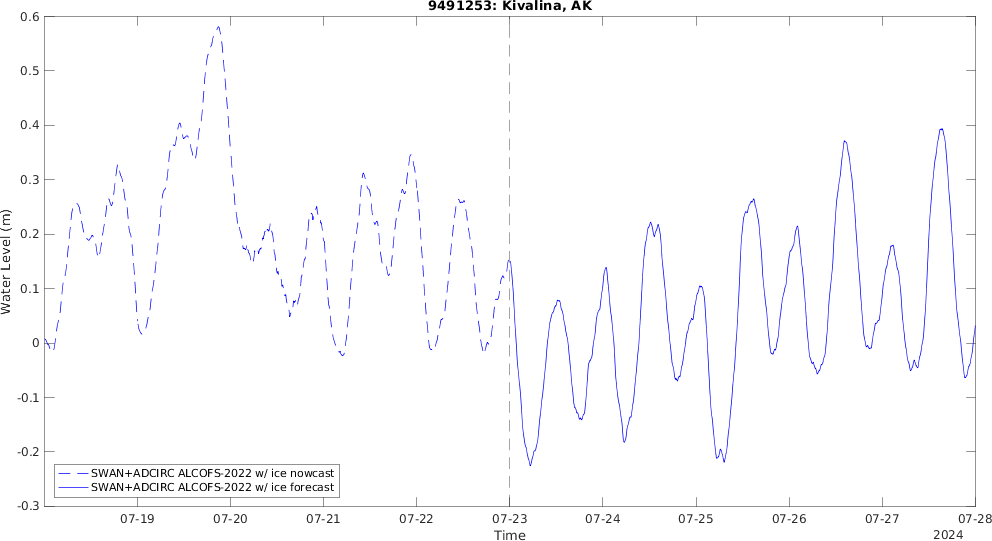 9491253: Kivalina, AK
0.6
0.5
0.4
0.3
0.2
0.1
0
-0.1
-0.2
-0.3
Water Level (m)
SWAN+ADCIRC ALCOFS-2022 w/ ice nowcast
SWAN+ADCIRC ALCOFS-2022 w/ ice forecast
07-19 07-20 07-21 07-22 07-23 07-24 07-25 07-26 07-27 07-28
Time
2024